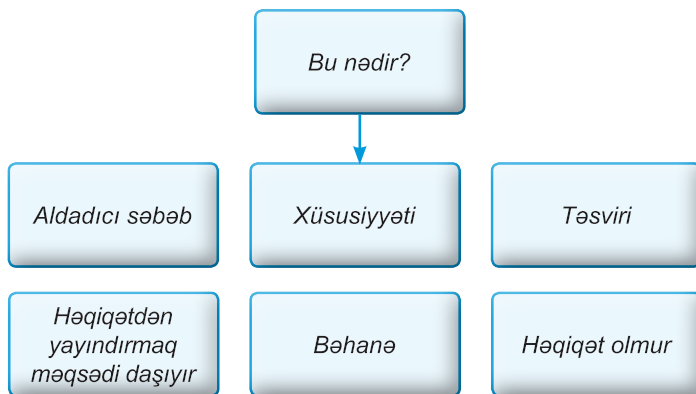 Bu nədir?
Aldadıcı səbəb
Xüsusiyyəti
Təsviri
Həqiqətdən
yayındırmaq
məqsədi daşıyır
Bəhanə
Həqiqət olmur